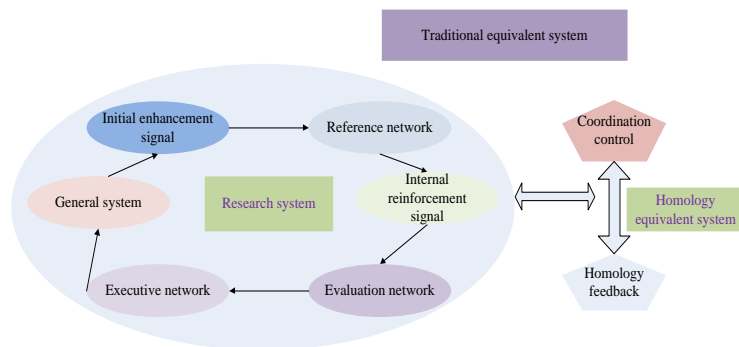 Traditional equivalent system
Initial enhancement
signal
Reference network
Coordination
control
General system
Research system
Internal
reinforcement
signal
Homology
equivalent system
Executive network
Evaluation network
Homology
feedback